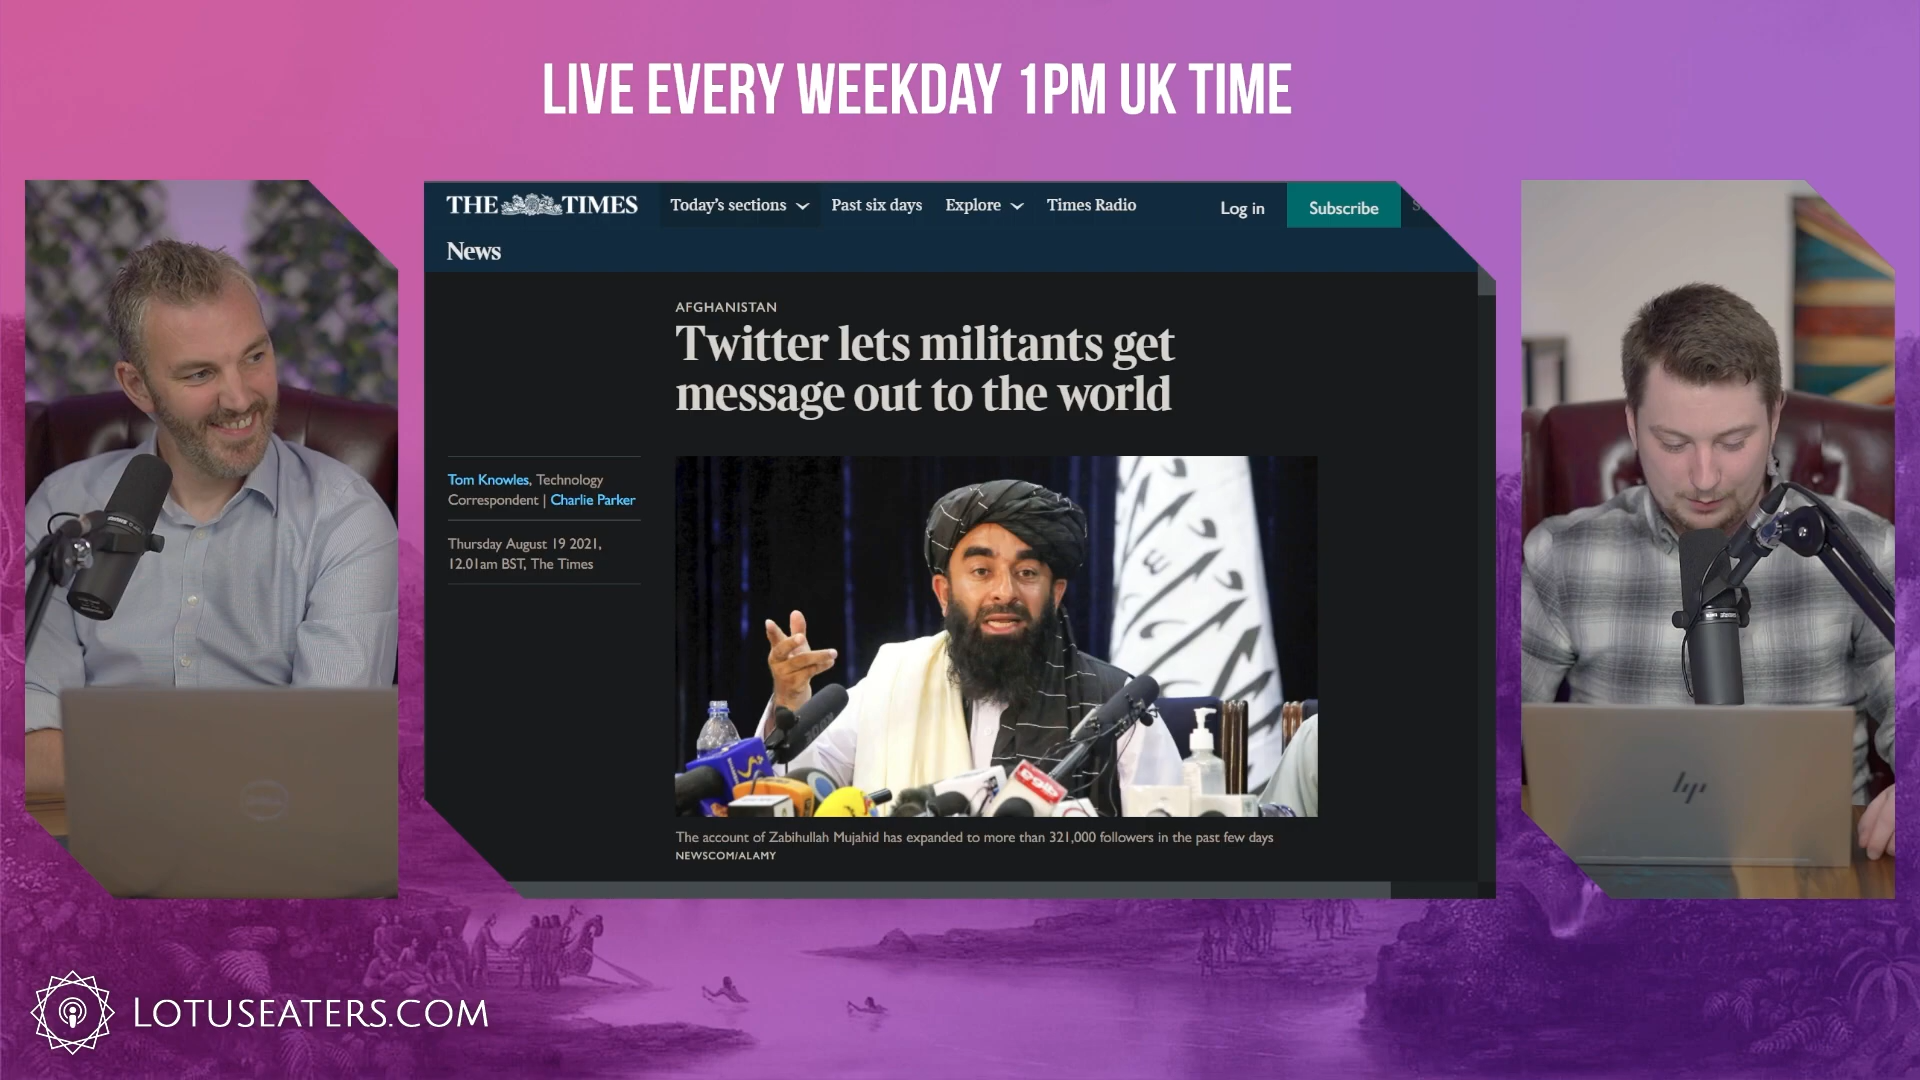 LIVE EVERY WEEKDAY 1PM UK TIME
THE TIMES
Today's sections
Past six days
Explore
Times Radio
Log in
Subscribe
News
AFGHANISTAN
Twitter lets militants get
message out to the world
Tom Knowles, Technology
Correspondent | Charlie Parker
Thursday August 19 2021,
12.01am BST, The Times
The account of Zabihullah Mujahid has expanded to more than 321,000 followers in the past few days
NEWSCOM/ALAMY
DELL
hp
LOTUSEATERS.COM